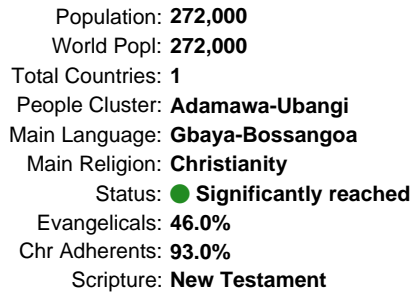 Population: 272,000
World Popl: 272,000
Total Countries: 1
People Cluster: Adamawa-Ubangi
Main Language: Gbaya-Bossangoa
Main Religion: Christianity
Status: Significantly reached
Evangelicals: 46.0%
Chr Adherents: 93.0%
Scripture: New Testament